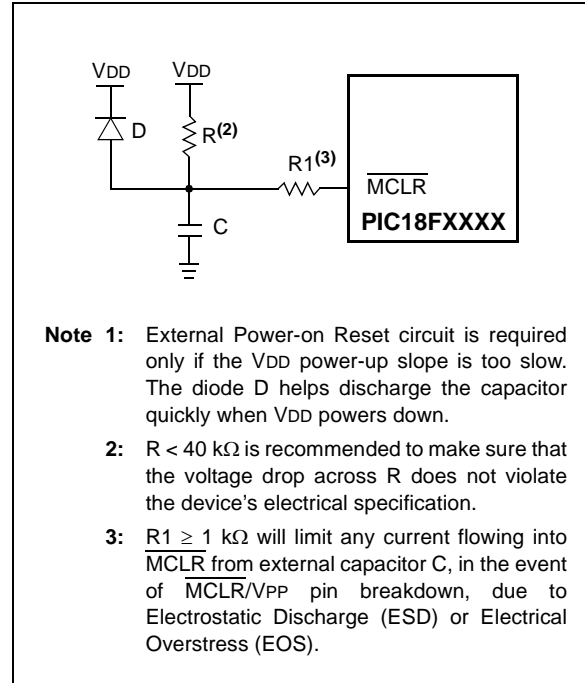 VDD VDD
D
R(2)
R1(3)
MCLR
PIC18FXXXX
C
Note 1: External Power-on Reset circuit is required
only if the VDD power-up slope is too slow.
The diode D helps discharge the capacitor
quickly when VDD powers down.
2: R < 40 kΩ is recommended to make sure that
the voltage drop across R does not violate
the device's electrical specification.
3: R1 ≥ 1 kΩ will limit any current flowing into
MCLR from external capacitor C, in the event
of MCLR/VPP pin breakdown, due to
Electrostatic Discharge (ESD) or Electrical
Overstress (EOS).